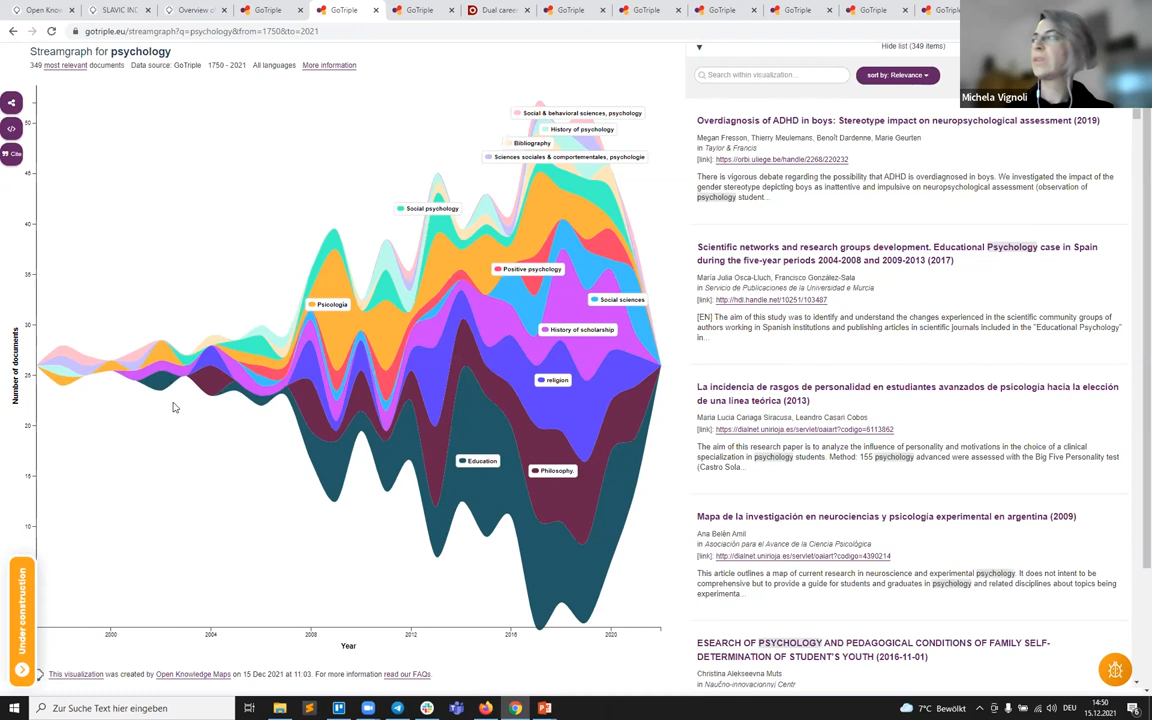 Open Know
SLAVIC IND
Overview o
GoTriple
GoTriple
GoTriple
Dual career
GoTriple
GoTriple
GoTriple
GoTriple
GoTriple
GoTriple
gotriple.eu/streamgraph?q=psychology&from=1750&to=2021
Michela Vignoli
Streamgraph for psychology
349 most relevant documents Data source: GoTriple 1750 - 2021 All languages More information
Cite
Number of documents
50
45
40
35
30
25
20
15
10
Social & behavioral sciences, psychology
History of psychology
Bibliography
Sciences sociales & comportementales, psychologie
Social psychology
Positive psychology
Social sciences
Psicología
History of scholarship
religion
Education
Philosophy.
2000
2004
2008
2012
2016
2020
Year
Under construction
This visualization was created by Open Knowledge Maps on 15 Dec 2021 at 11:03. For more information read our FAQs.
Hide list (349 items)
Search within visualization...
sort by: Relevance
Overdiagnosis of ADHD in boys: Stereotype impact on neuropsychological assessment (2019)
Megan Fresson, Thierry Meulemans, Benoît Dardenne, Marie Geurten
in Taylor & Francis
[link]: https://orbi.uliege.be/handle/2268/220232
There is vigorous debate regarding the possibility that ADHD is overdiagnosed in boys. We investigated the impact of the
gender stereotype depicting boys as inattentive and impulsive on neuropsychological assessment (observation of
psychology student...
Scientific networks and research groups development. Educational Psychology case in Spain
during the five-year periods 2004-2008 and 2009-2013 (2017)
María Julia Osca-Lluch, Francisco González-Sala
in Servicio de Publicaciones de la Universidad e Murcia
[link]: http://hdl.handle.net/10251/103487
[EN] The aim of this study was to identify and understand the changes experienced in the scientific community groups of
authors working in Spanish institutions and publishing articles in scientific journals included in the "Educational Psychology"
in...
La incidencia de rasgos de personalidad en estudiantes avanzados de psicología hacia la elección
de una línea teórica (2013)
Maria Lucia Cariaga Siracusa, Leandro Casari Cobos
[link]: https://dialnet.unirioja.es/servlet/oaiart?codigo=6113862
The aim of this research paper is to analyze the influence of personality and motivations in the choice of a clinical
specialization in psychology students. Method: 155 psychology advanced were assessed with the Big Five Personality test
(Castro Sola...
Mapa de la investigación en neurociencias y psicología experimental en argentina (2009)
Ana Belén Amil
in Asociación para el Avance de la Ciencia Psicológica
[link]: http://dialnet.unirioja.es/servlet/oaiart?codigo=4390214
This article outlines a map of current research in neuroscience and experimental psychology. It does not intent to be
comprehensive but to provide a guide for students and graduates in psychology and related disciplines about topics being
experimenta...
ESEARCH OF PSYCHOLOGY AND PEDAGOGICAL CONDITIONS OF FAMILY SELF-
DETERMINATION OF STUDENT'S YOUTH (2016-11-01)
Christina Alekseevna Muts
in Naučno-innovacionnyj Centr
Zur Suche Text hier eingeben
7°C Bewölkt
DEU
14:50
15.12.2021